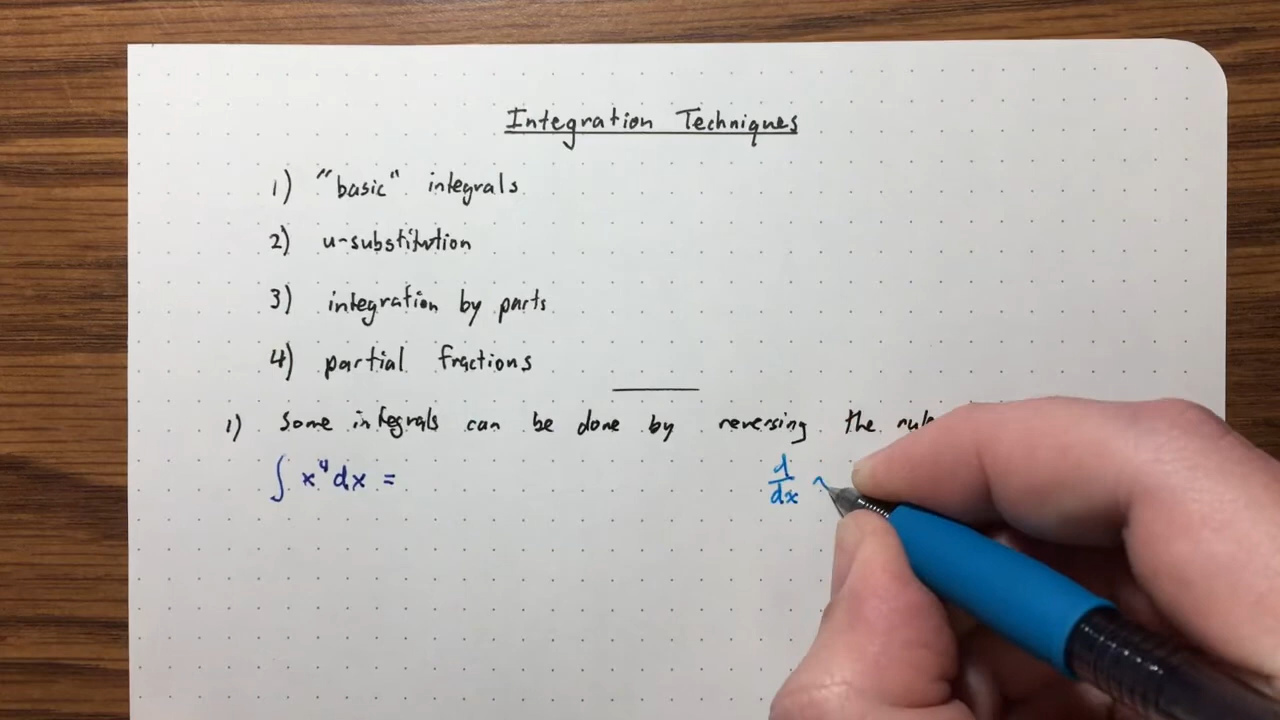 Integration Techniques
1) "basic" integrals
2) u-substitution
3) integration by parts
4) partial fractions
1) Some integrals can be done by reversing the
∫ x⁴ dx =
d/dx